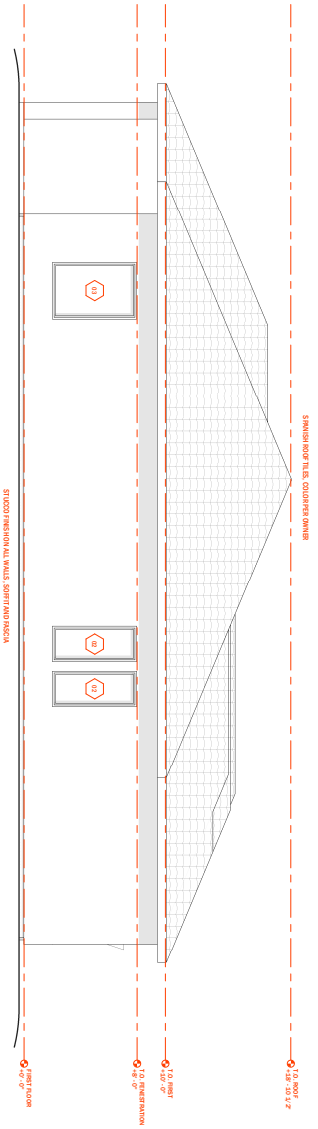 SPANISH ROOF TILES, COLOR PER OWNER
T.O. ROOF
+18' - 10 1/2"
T.O. FIRST
+10' - 0"
T.O. FENESTRATION
+8' - 0"
03
02
02
FIRST FLOOR
+0' - 0"
STUCCO FINISH ON ALL WALLS, SOFFIT AND FASCIA